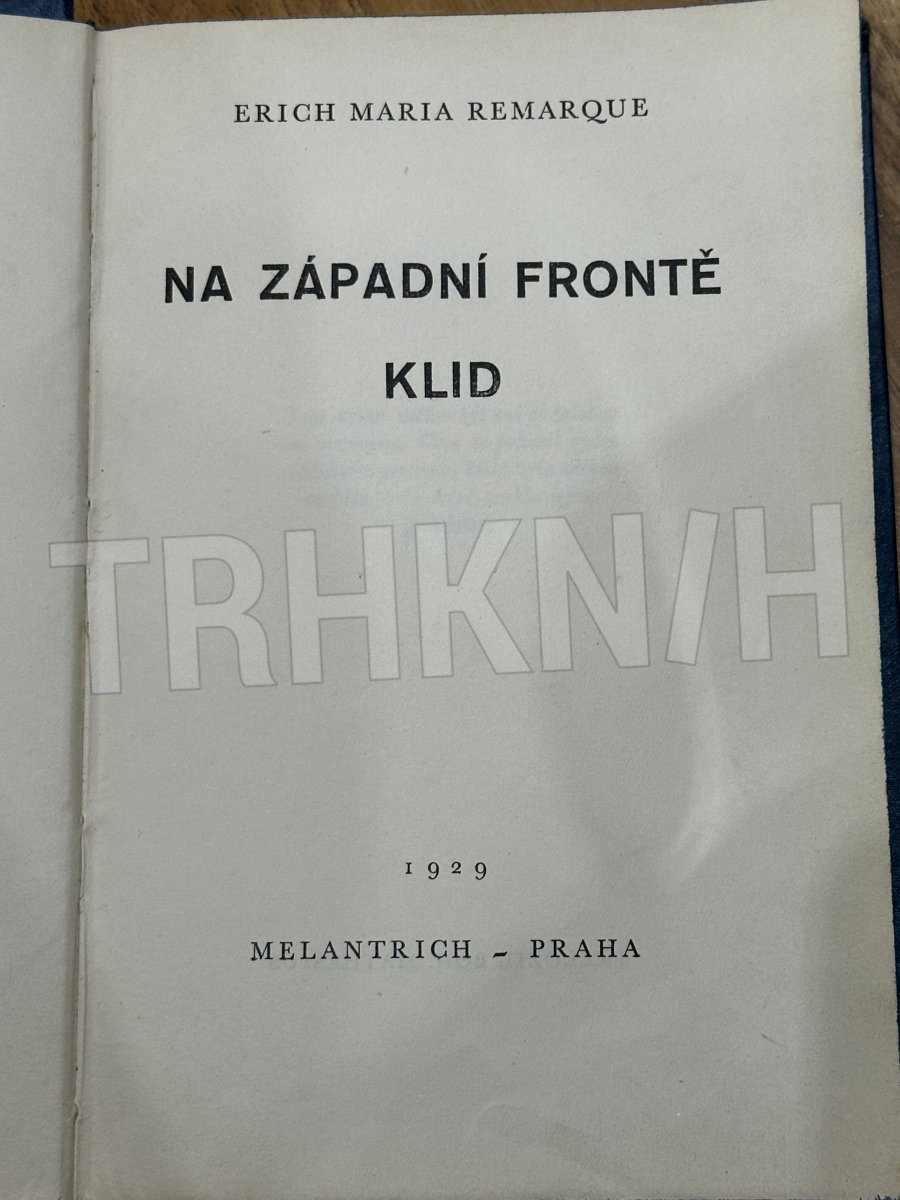 ERICH MARIA REMARQUE
NA ZÁPADNÍ FRONTĚ
KLID
TRHKNIH
1929
MELANTRICH - PRAHA